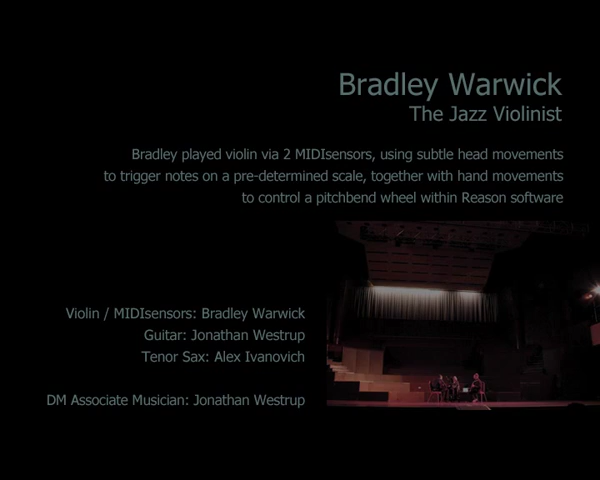 Bradley Warwick
The Jazz Violinist
Bradley played violin via 2 MIDIsensors, using subtle head movements
to trigger notes on a pre-determined scale, together with hand movements
to control a pitchbend wheel within Reason software
Violin / MIDIsensors: Bradley Warwick
Guitar: Jonathan Westrup
Tenor Sax: Alex Ivanovich
DM Associate Musician: Jonathan Westrup